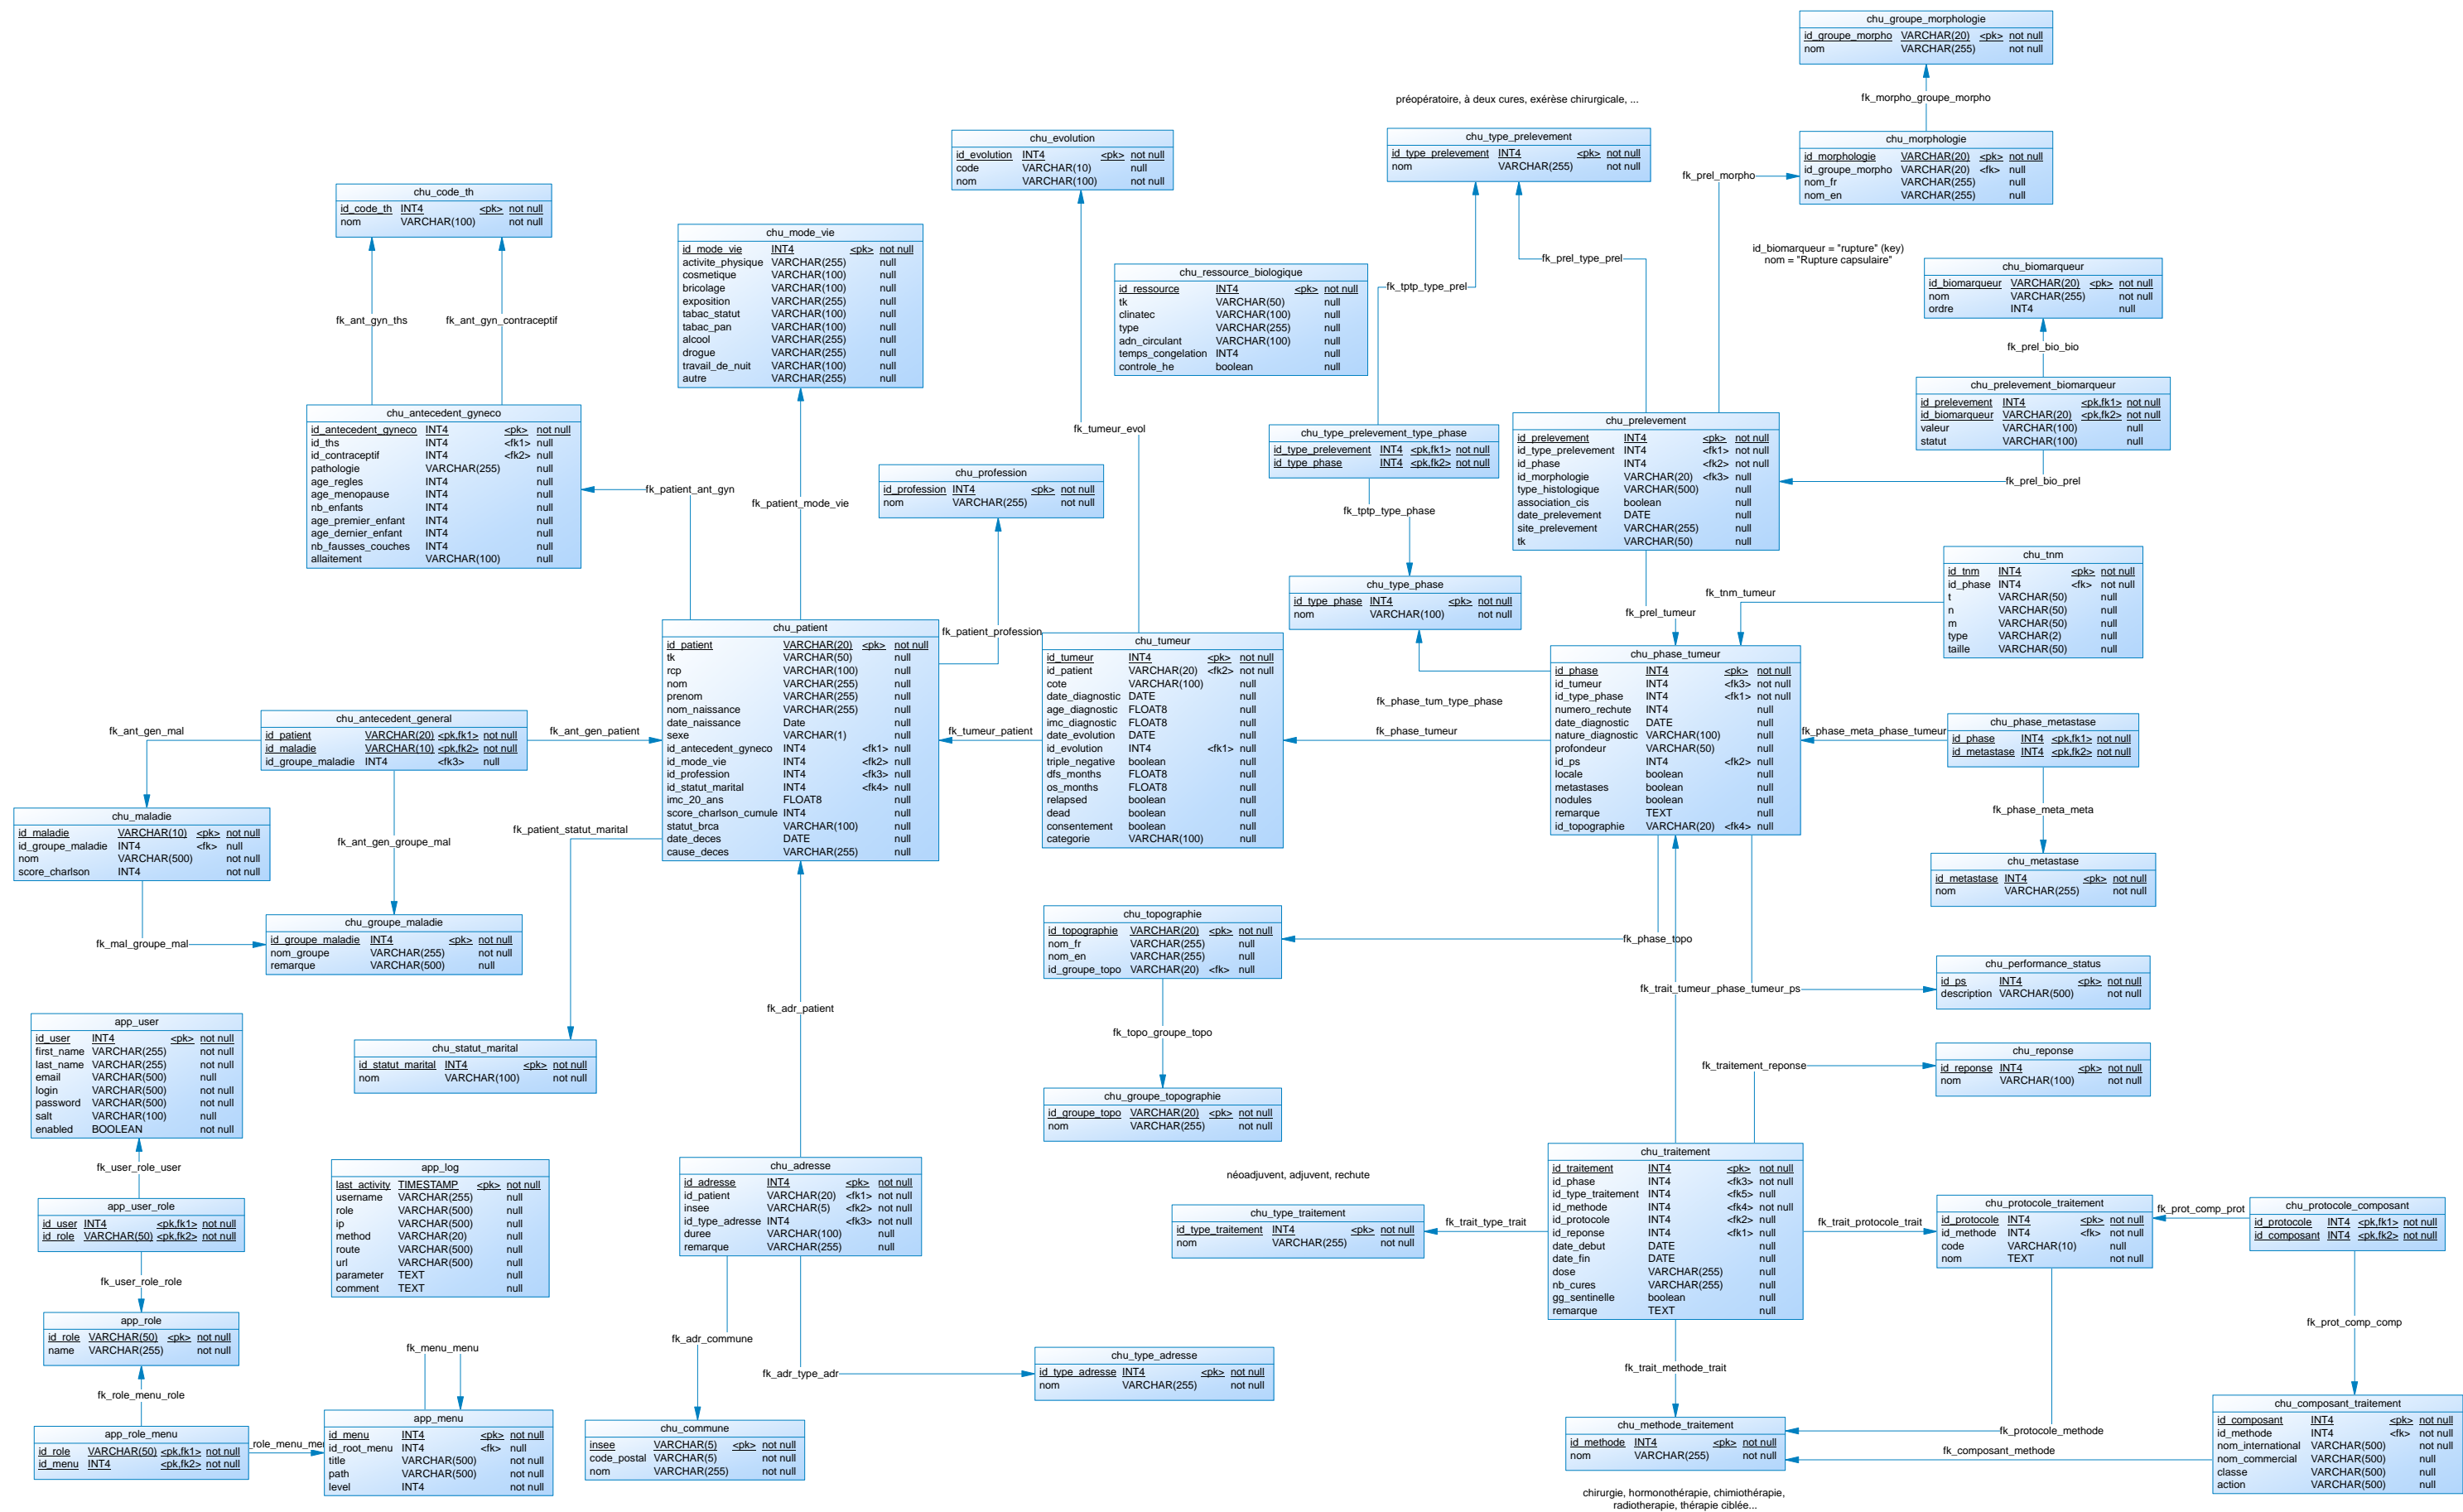 chu_groupe_morphologie
id_groupe_morpho VARCHAR(20) <pk> not null
nom VARCHAR(255) not null
fk_morpho_groupe_morpho
préopératoire, à deux cures, exérèse chirurgicale, ...
chu_evolution
id_evolution INT4 <pk> not null
code VARCHAR(10) null
nom VARCHAR(100) not null
chu_type_prelevement
id_type_prelevement INT4 <pk> not null
nom VARCHAR(255) not null
chu_morphologie
id_morphologie VARCHAR(20) <pk> not null
id_groupe_morpho VARCHAR(20) <fk> null
nom_fr VARCHAR(255) null
nom_en VARCHAR(255) null
fk_prel_morpho
chu_code_th
id_code_th INT4 <pk> not null
nom VARCHAR(100) not null
fk_ant_gyn_ths
fk_ant_gyn_contraceptif
chu_mode_vie
id_mode_vie INT4 <pk> not null
activite_physique VARCHAR(255) null
cosmetique VARCHAR(100) null
bricolage VARCHAR(100) null
exposition VARCHAR(255) null
tabac_statut VARCHAR(100) null
tabac_pan VARCHAR(100) null
alcool VARCHAR(255) null
drogue VARCHAR(255) null
travail_de_nuit VARCHAR(100) null
autre VARCHAR(255) null
chu_ressource_biologique
id_ressource INT4 <pk> not null
tk VARCHAR(50) null
clinatec VARCHAR(100) null
type VARCHAR(255) null
adn_circulant VARCHAR(100) null
temps_congelation INT4 null
controle_he boolean null
fk_prel_type_prel
fk_tptp_type_prel
id_biomarqueur = "rupture" (key)
nom = "Rupture capsulaire"
chu_biomarqueur
id_biomarqueur VARCHAR(20) <pk> not null
nom VARCHAR(255) not null
ordre INT4 null
fk_prel_bio_bio
chu_prelevement_biomarqueur
id_prelevement INT4 <pk,fk1> not null
id_biomarqueur VARCHAR(20) <pk,fk2> not null
valeur VARCHAR(100) null
statut VARCHAR(100) null
fk_prel_bio_prel
chu_antecedent_gyneco
id_antecedent_gyneco INT4 <pk> not null
id_ths INT4 <fk1> null
id_contraceptif INT4 <fk2> null
pathologie VARCHAR(255) null
age_regles INT4 null
age_menopause INT4 null
nb_enfants INT4 null
age_premier_enfant INT4 null
age_dernier_enfant INT4 null
nb_fausses_couches INT4 null
allaitement VARCHAR(100) null
fk_patient_ant_gyn
fk_patient_mode_vie
chu_profession
id_profession INT4 <pk> not null
nom VARCHAR(255) not null
fk_patient_profession
fk_tumeur_evol
chu_type_prelevement_type_phase
id_type_prelevement INT4 <pk,fk1> not null
id_type_phase INT4 <pk,fk2> not null
fk_tptp_type_phase
chu_prelevement
id_prelevement INT4 <pk> not null
id_type_prelevement INT4 <fk1> not null
id_phase INT4 <fk2> not null
id_morphologie VARCHAR(20) <fk3> null
type_histologique VARCHAR(500) null
association_cis boolean null
date_prelevement DATE null
site_prelevement VARCHAR(255) null
tk VARCHAR(50) null
fk_prel_tumeur
chu_type_phase
id_type_phase INT4 <pk> not null
nom VARCHAR(100) not null
chu_tnm
id_tnm INT4 <pk> not null
id_phase INT4 <fk> not null
t VARCHAR(50) null
n VARCHAR(50) null
m VARCHAR(50) null
type VARCHAR(2) null
taille VARCHAR(50) null
fk_tnm_tumeur
chu_patient
id_patient VARCHAR(20) <pk> not null
tk VARCHAR(50) null
rcp VARCHAR(100) null
nom VARCHAR(255) null
prenom VARCHAR(255) null
nom_naissance VARCHAR(255) null
date_naissance Date null
sexe VARCHAR(1) null
id_antecedent_gyneco INT4 <fk1> null
id_mode_vie INT4 <fk2> null
id_profession INT4 <fk3> null
id_statut_marital INT4 <fk4> null
imc_20_ans FLOAT8 null
score_charlson_cumule INT4 null
statut_brca VARCHAR(100) null
date_deces DATE null
cause_deces VARCHAR(255) null
fk_tumeur_patient
chu_tumeur
id_tumeur INT4 <pk> not null
id_patient VARCHAR(20) <fk2> not null
cote VARCHAR(100) null
date_diagnostic DATE null
age_diagnostic FLOAT8 null
imc_diagnostic FLOAT8 null
date_evolution DATE null
id_evolution INT4 <fk1> null
triple_negative boolean null
dfs_months FLOAT8 null
os_months FLOAT8 null
relapsed boolean null
dead boolean null
consentement boolean null
categorie VARCHAR(100) null
fk_phase_tum_type_phase
fk_phase_tumeur
chu_phase_tumeur
id_phase INT4 <pk> not null
id_tumeur INT4 <fk3> not null
id_type_phase INT4 <fk1> not null
numero_rechute INT4 null
date_diagnostic DATE null
nature_diagnostic VARCHAR(100) null
profondeur VARCHAR(50) null
id_ps INT4 <fk2> null
locale boolean null
metastases boolean null
nodules boolean null
remarque TEXT null
id_topographie VARCHAR(20) <fk4> null
fk_phase_meta_phase_tumeur
chu_phase_metastase
id_phase INT4 <pk,fk1> not null
id_metastase INT4 <pk,fk2> not null
fk_phase_meta_meta
chu_metastase
id_metastase INT4 <pk> not null
nom VARCHAR(255) not null
fk_ant_gen_mal
chu_antecedent_general
id_patient VARCHAR(20) <pk,fk1> not null
id_maladie VARCHAR(10) <pk,fk2> not null
id_groupe_maladie INT4 <fk3> null
fk_ant_gen_patient
chu_maladie
id_maladie VARCHAR(10) <pk> not null
id_groupe_maladie INT4 <fk> null
nom VARCHAR(500) not null
score_charlson INT4 not null
fk_ant_gen_groupe_mal
fk_patient_statut_marital
fk_mal_groupe_mal
chu_groupe_maladie
id_groupe_maladie INT4 <pk> not null
nom_groupe VARCHAR(255) not null
remarque VARCHAR(500) null
chu_topographie
id_topographie VARCHAR(20) <pk> not null
nom_fr VARCHAR(255) null
nom_en VARCHAR(255) null
id_groupe_topo VARCHAR(20) <fk> null
fk_phase_topo
fk_trait_tumeur_phase_tumeur_ps
chu_performance_status
id_ps INT4 <pk> not null
description VARCHAR(500) not null
fk_topo_groupe_topo
chu_groupe_topographie
id_groupe_topo VARCHAR(20) <pk> not null
nom VARCHAR(255) not null
fk_adr_patient
chu_statut_marital
id_statut_marital INT4 <pk> not null
nom VARCHAR(100) not null
app_user
id_user INT4 <pk> not null
first_name VARCHAR(255) not null
last_name VARCHAR(255) not null
email VARCHAR(500) null
login VARCHAR(500) not null
password VARCHAR(500) not null
salt VARCHAR(100) null
enabled BOOLEAN not null
fk_user_role_user
chu_reponse
id_reponse INT4 <pk> not null
nom VARCHAR(100) not null
fk_traitement_reponse
app_user_role
id_user INT4 <pk,fk1> not null
id_role VARCHAR(50) <pk,fk2> not null
fk_user_role_role
app_log
last_activity TIMESTAMP <pk> not null
username VARCHAR(255) null
role VARCHAR(500) null
ip VARCHAR(500) null
method VARCHAR(20) null
route VARCHAR(500) null
url VARCHAR(500) null
parameter TEXT null
comment TEXT null
chu_adresse
id_adresse INT4 <pk> not null
id_patient VARCHAR(20) <fk1> not null
insee VARCHAR(5) <fk2> not null
id_type_adresse INT4 <fk3> not null
duree VARCHAR(100) null
remarque VARCHAR(255) null
néoadjuvent, adjuvent, rechute
chu_type_traitement
id_type_traitement INT4 <pk> not null
nom VARCHAR(255) not null
fk_trait_type_trait
chu_traitement
id_traitement INT4 <pk> not null
id_phase INT4 <fk3> not null
id_type_traitement INT4 <fk5> null
id_methode INT4 <fk4> not null
id_protocole INT4 <fk2> null
id_reponse INT4 <fk1> null
date_debut DATE null
date_fin DATE null
dose VARCHAR(255) null
nb_cures VARCHAR(255) null
gg_sentinelle boolean null
remarque TEXT null
fk_trait_protocole_trait
chu_protocole_traitement
id_protocole INT4 <pk> not null
id_methode INT4 <fk> not null
code VARCHAR(10) null
nom TEXT not null
fk_prot_comp_prot
chu_protocole_composant
id_protocole INT4 <pk,fk1> not null
id_composant INT4 <pk,fk2> not null
fk_prot_comp_comp
app_role
id_role VARCHAR(50) <pk> not null
name VARCHAR(255) not null
fk_role_menu_role
fk_menu_menu
fk_adr_commune
fk_adr_type_adr
chu_type_adresse
id_type_adresse INT4 <pk> not null
nom VARCHAR(255) not null
fk_trait_methode_trait
app_role_menu
id_role VARCHAR(50) <pk,fk1> not null
id_menu INT4 <pk,fk2> not null
_role_menu_me
app_menu
id_menu INT4 <pk> not null
id_root_menu INT4 <fk> null
title VARCHAR(500) not null
path VARCHAR(500) not null
level INT4 not null
chu_commune
insee VARCHAR(5) <pk> not null
code_postal VARCHAR(5) not null
nom VARCHAR(255) not null
chu_methode_traitement
id_methode INT4 <pk> not null
nom VARCHAR(255) not null
fk_protocole_methode
fk_composant_methode
chu_composant_traitement
id_composant INT4 <pk> not null
id_methode INT4 <fk> not null
nom_international VARCHAR(500) not null
nom_commercial VARCHAR(500) null
classe VARCHAR(500) null
action VARCHAR(500) null
chirurgie, hormonothérapie, chimiothérapie,
radiotherapie, thérapie ciblée...